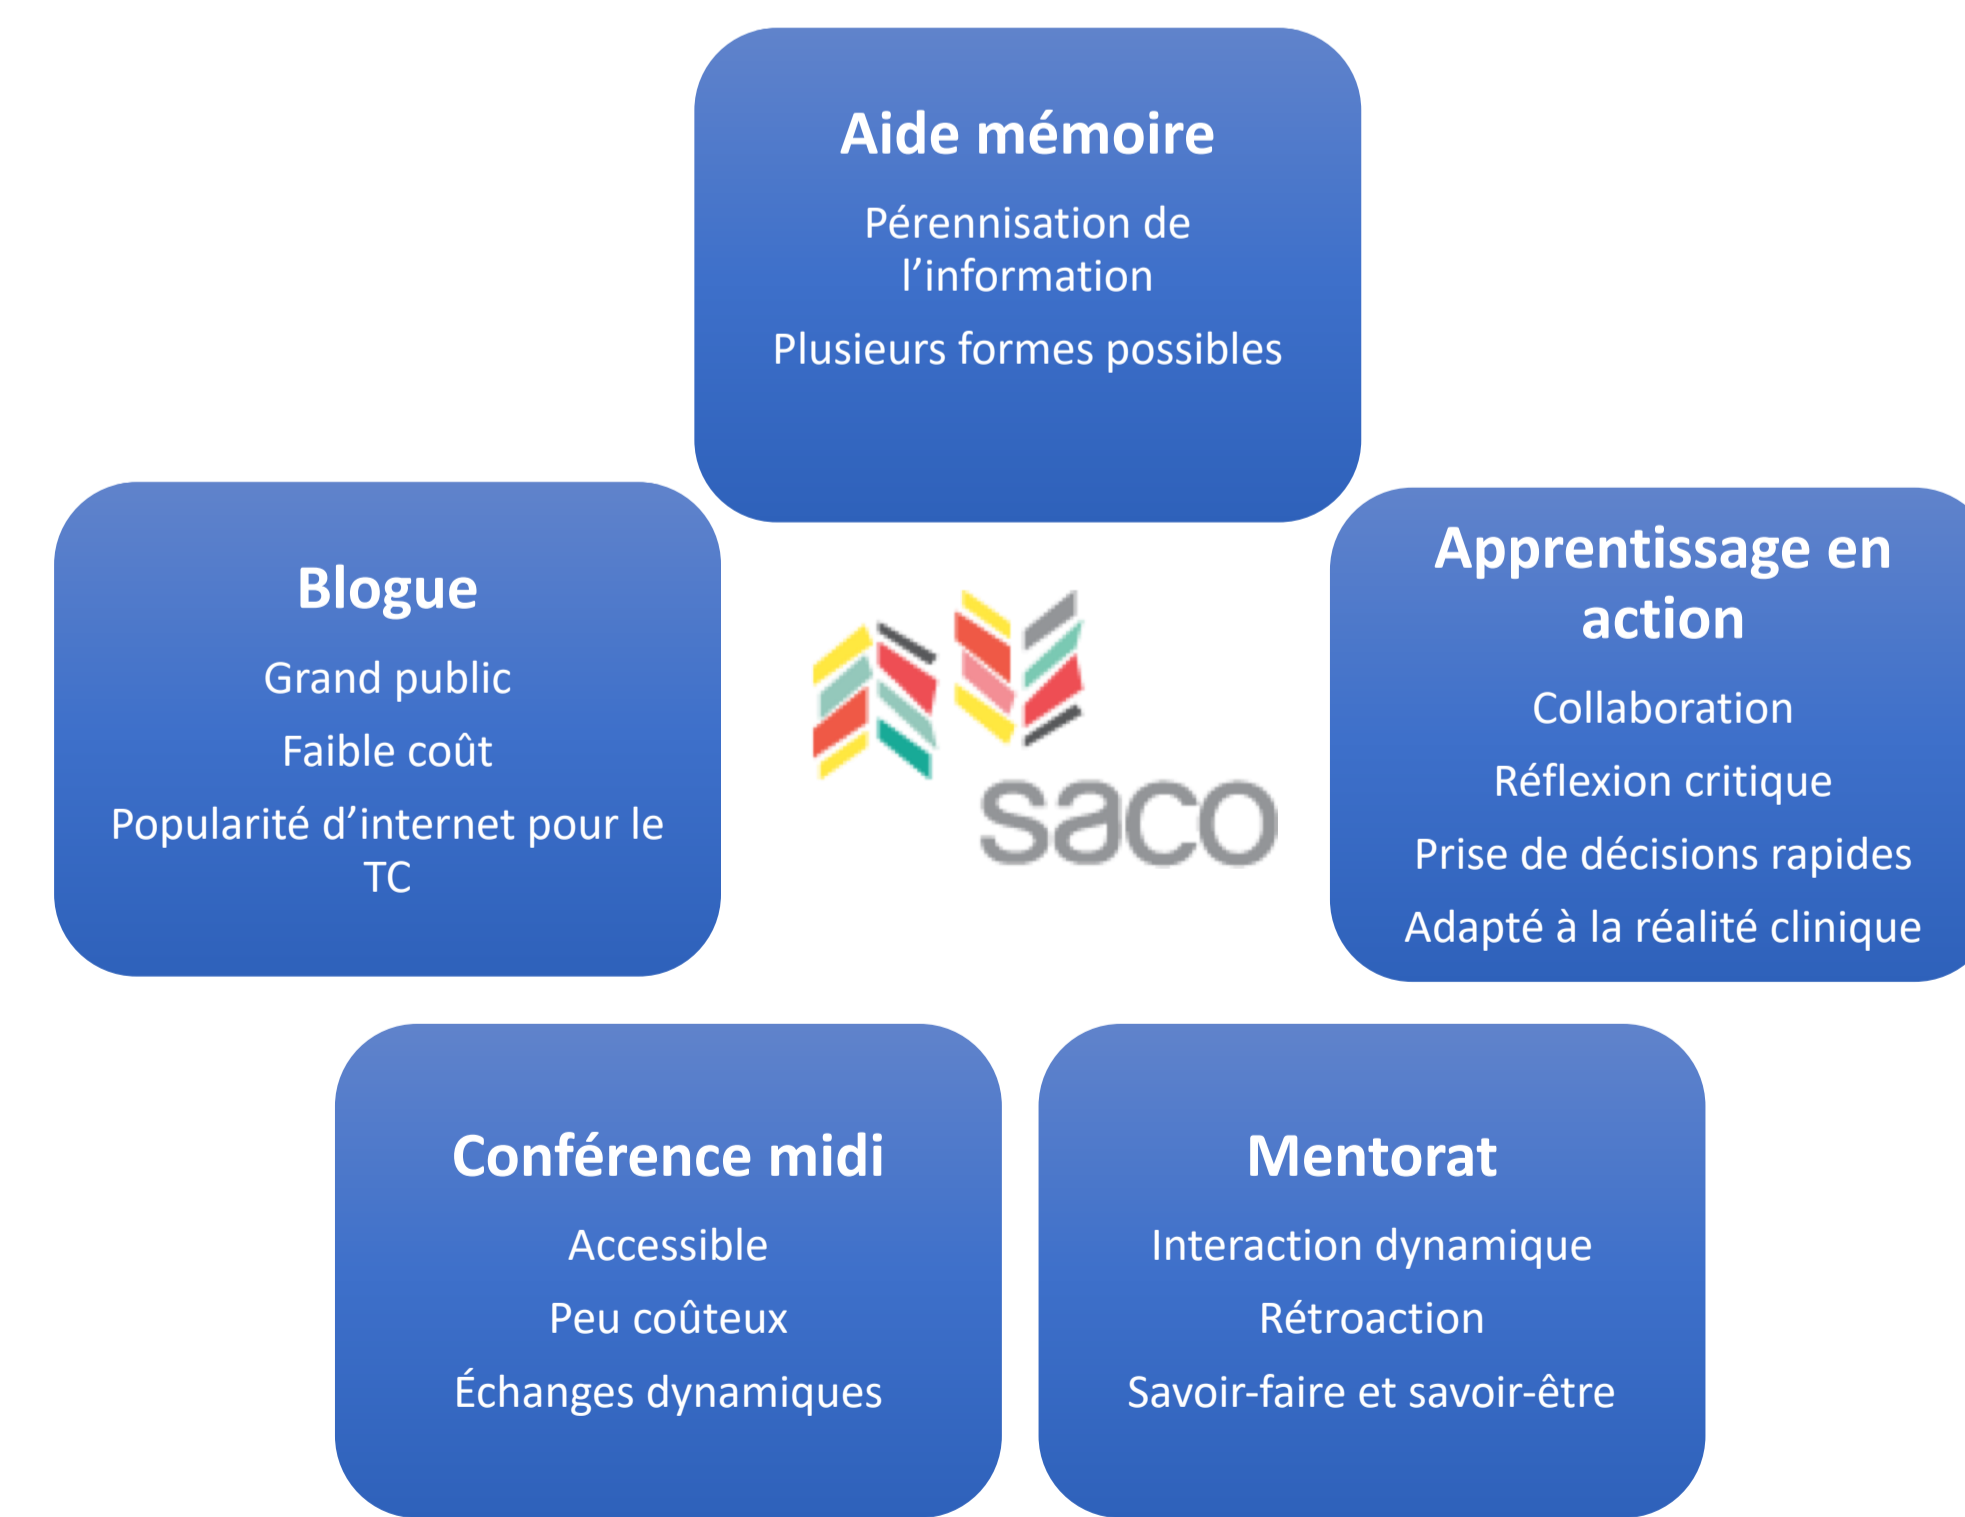 Aide mémoire
Pérennisation de
l’information
Plusieurs formes possibles
Blogue
Grand public
Faible coût
Popularité d’internet pour le
TC
saco
Apprentissage en
action
Collaboration
Réflexion critique
Prise de décisions rapides
Adapté à la réalité clinique
Conférence midi
Accessible
Peu coûteux
Échanges dynamiques
Mentorat
Interaction dynamique
Rétroaction
Savoir-faire et savoir-être